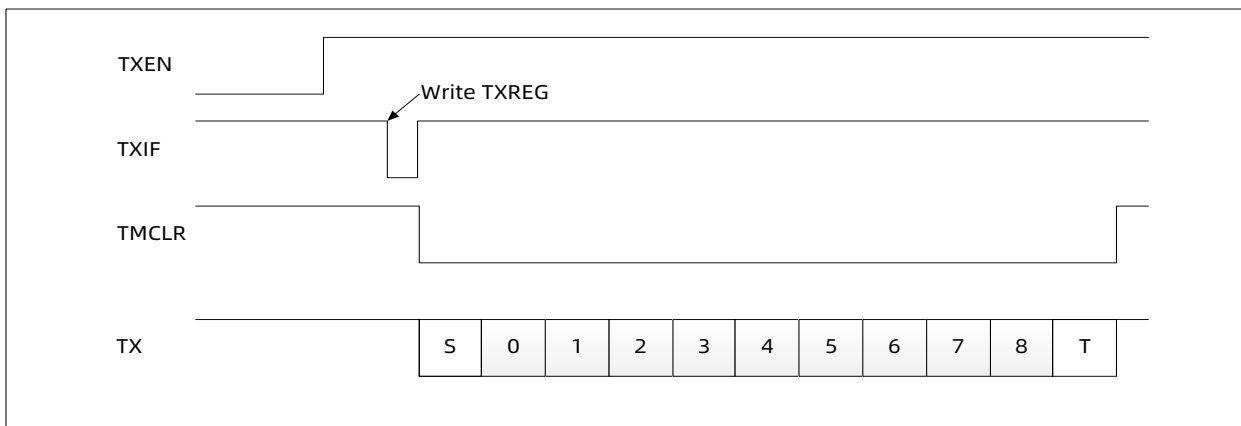 TXEN
Write TXREG
TXIF
TMCLR
TX S 0 1 2 3 4 5 6 7 8 T